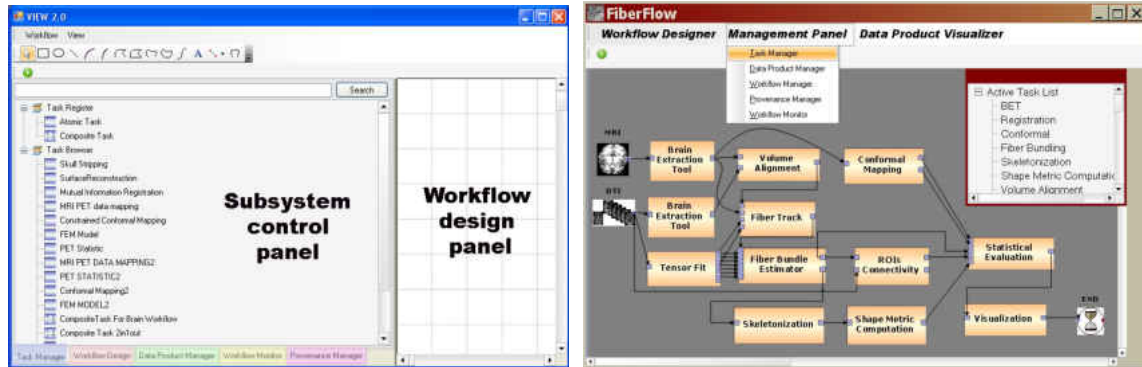 VIEW 2.0
Workflow View
Search
Task Register
Atomic Task
Composite Task
Task Browser
Skull Stripping
SurfaceReconstruction
Mutual Information Registration
MRI PET data mapping
Constrained Conformal Mapping
FEM Model
PET Statistic
MRI PET DATA MAPPING2
PET STATISTIC2
Conformal Mapping2
FEM MODEL2
CompositeTask For Brain Workflow
Composite Task 2in1out
Subsystem
control
panel
Workflow
design
panel
Task Manager Workflow Design Data Product Manager Workflow Monitor Provenance Manager
FiberFlow
Workflow Designer Management Panel Data Product Visualizer
Task Manager
Data Product Manager
Workflow Manager
Provenance Manager
Workflow Monitor
Active Task List
BET
Registration
Conformal
Fiber Bunding
Skeletonization
Shape Metric Computatic
Volume Alignment
MRI
Brain
Extraction
Tool
Volume
Alignment
Conformal
Mapping
DTI
Brain
Extraction
Tool
Fiber Track
Tensor Fit
Fiber Bundle
Estimator
ROIs
Connectivity
Statistical
Evaluation
Skeletonization
Shape Metric
Computation
Visualization
END